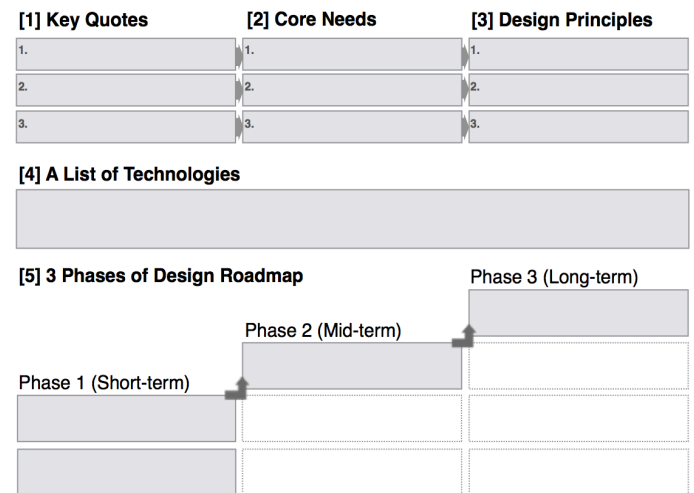 [1] Key Quotes [2] Core Needs [3] Design Principles
1. 1. 1.
2. 2. 2.
3. 3. 3.
[4] A List of Technologies
[5] 3 Phases of Design Roadmap
Phase 3 (Long-term)
Phase 2 (Mid-term)
Phase 1 (Short-term)